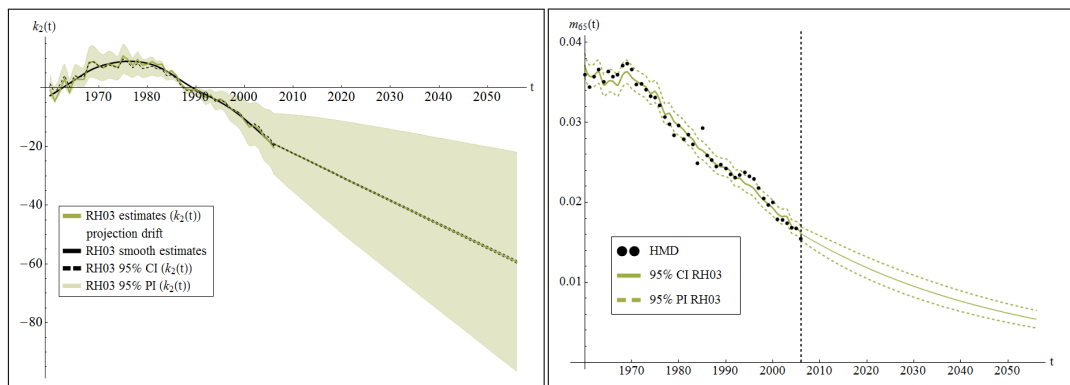 k₂(t)
t
1970 1980 1990 2000 2010 2020 2030 2040 2050
−20
−40
−60
−80
RH03 estimates (k₂(t))
projection drift
RH03 smooth estimates
RH03 95% CI (k₂(t))
RH03 95% PI (k₂(t))
m₆₅(t)
0.04
0.03
0.02
0.01
HMD
95% CI RH03
95% PI RH03
1970 1980 1990 2000 2010 2020 2030 2040 2050
t